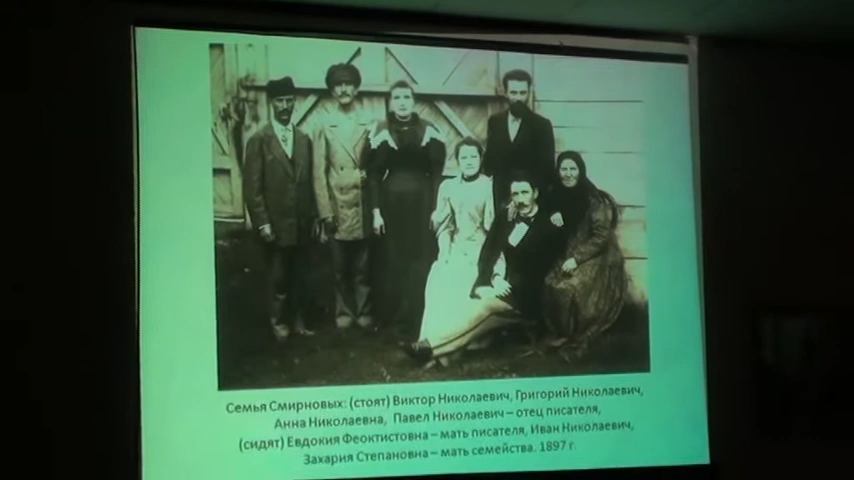 Семья Смирновых: (стоят) Виктор Николаевич, Григорий Николаевич,
Анна Николаевна, Павел Николаевич – отец писателя,
(сидят) Евдокия Феоктистовна – мать писателя, Иван Николаевич,
Захария Степановна – мать семейства. 1897 г.